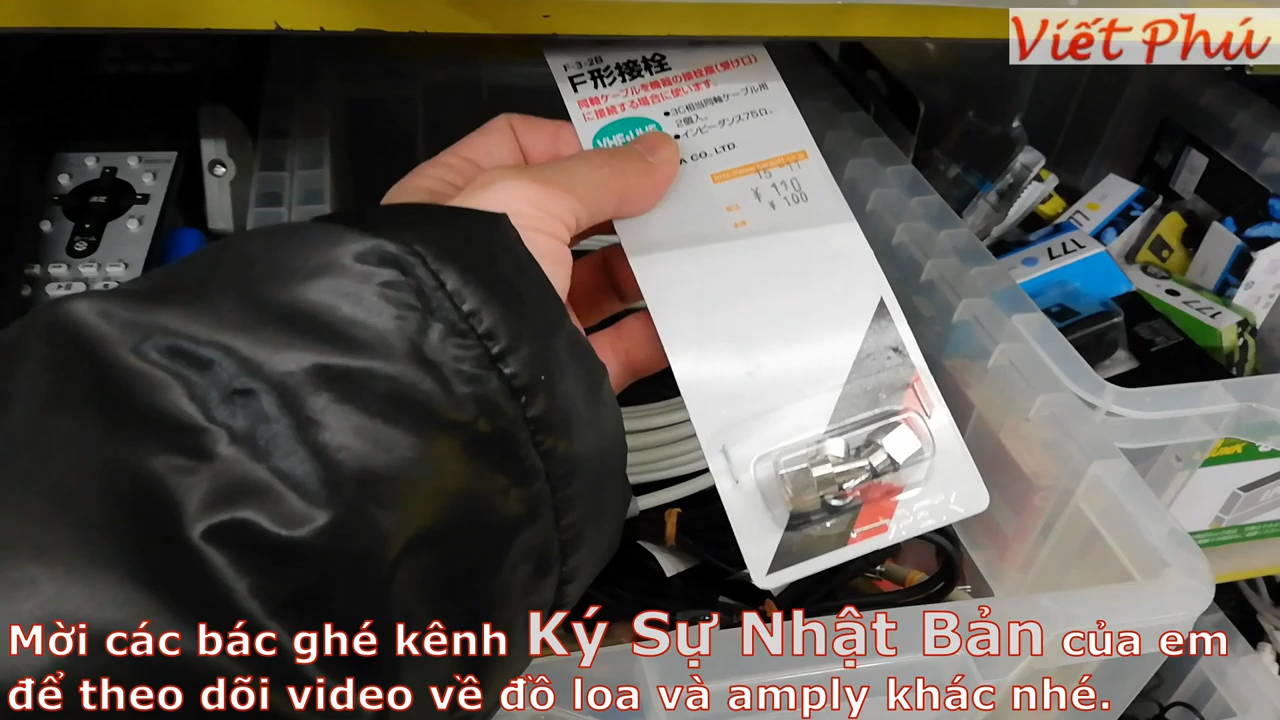 Việt Phú
F-3-2B
F形接栓
同軸ケーブルを機器の接栓座(受け口)
に接続する場合に使います。
●3C相当同軸ケーブル用
2個入。
●インピーダンス75Ω。
VHF・UHF
A CO., LTD.
¥ 110
¥ 100
177
177
Mời các bác ghé kênh Ký Sự Nhật Bản của em
để theo dõi video về đồ loa và amply khác nhé.